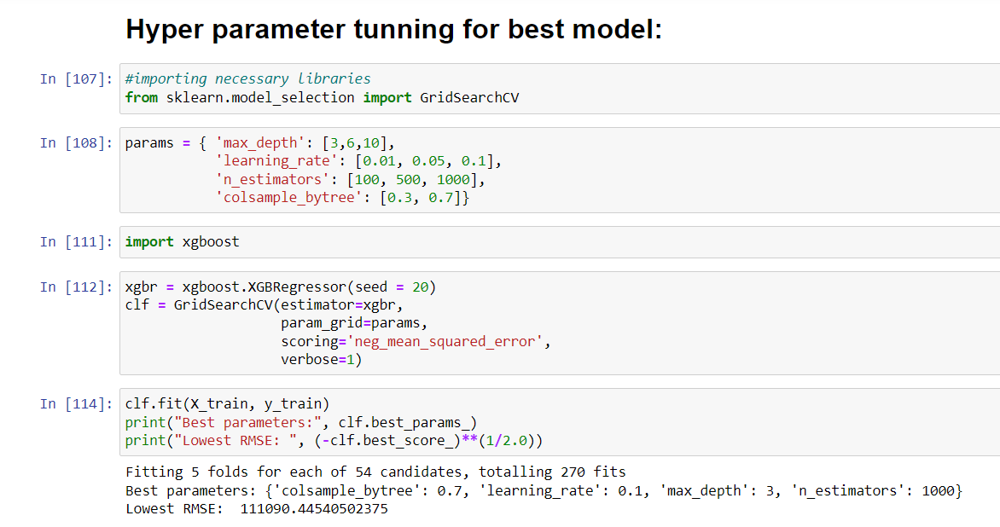 Hyper parameter tunning for best model:
In [107]: #importing necessary libraries
from sklearn.model_selection import GridSearchCV
In [108]: params = { 'max_depth': [3,6,10],
'learning_rate': [0.01, 0.05, 0.1],
'n_estimators': [100, 500, 1000],
'colsample_bytree': [0.3, 0.7]}
In [111]: import xgboost
In [112]: xgbr = xgboost.XGBRegressor(seed = 20)
clf = GridSearchCV(estimator=xgbr,
param_grid=params,
scoring='neg_mean_squared_error',
verbose=1)
In [114]: clf.fit(X_train, y_train)
print("Best parameters:", clf.best_params_)
print("Lowest RMSE: ", (-clf.best_score_)**(1/2.0))
Fitting 5 folds for each of 54 candidates, totalling 270 fits
Best parameters: {'colsample_bytree': 0.7, 'learning_rate': 0.1, 'max_depth': 3, 'n_estimators': 1000}
Lowest RMSE:  111090.44540502375